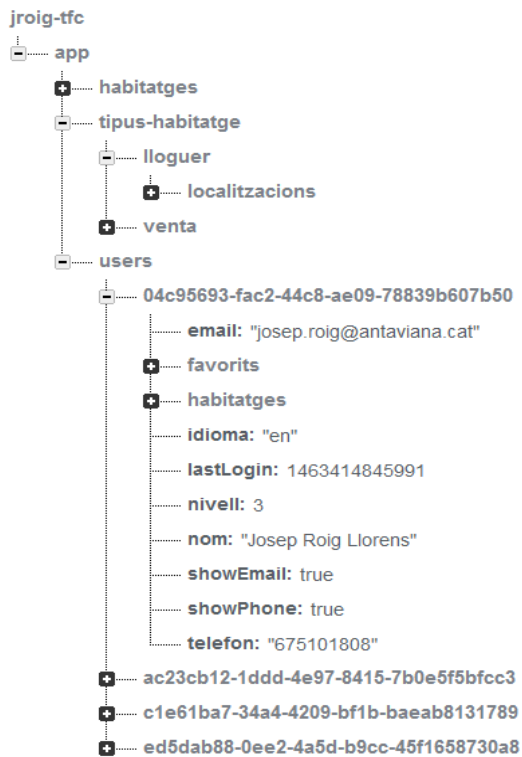 jroig-tfc
app
habitatges
tipus-habitatge
lloguer
localitzacions
venta
users
04c95693-fac2-44c8-ae09-78839b607b50
email: "josep.roig@antaviana.cat"
favorits
habitatges
idioma: "en"
lastLogin: 1463414845991
nivell: 3
nom: "Josep Roig Llorens"
showEmail: true
showPhone: true
telefon: "675101808"
ac23cb12-1ddd-4e97-8415-7b0e5f5bfcc3
c1e61ba7-34a4-4209-bf1b-baeab8131789
ed5dab88-0ee2-4a5d-b9cc-45f1658730a8